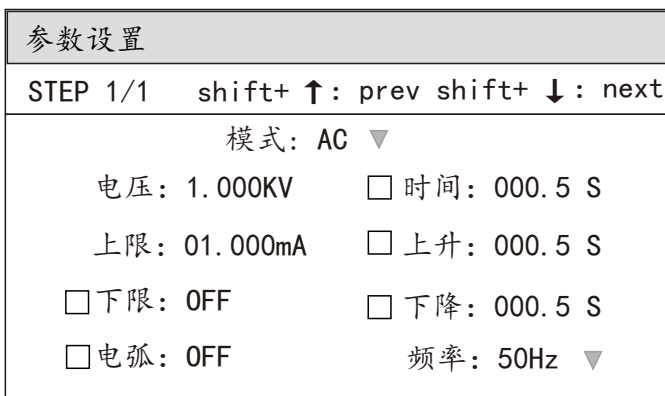 参数设置
STEP 1/1 shift+ ↑: prev shift+ ↓: next
模式: AC ▼
电压: 1.000KV □时间: 000.5 S
上限: 01.000mA □上升: 000.5 S
□下限: OFF □下降: 000.5 S
□电弧: OFF 频率: 50Hz ▼